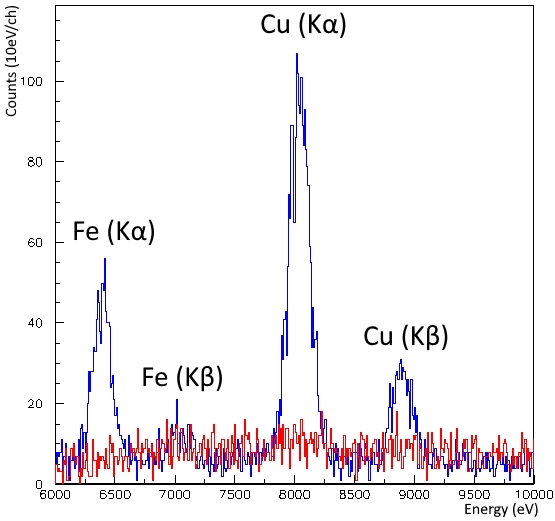 Cu (Kα)
Counts (10eV/ch)
100
80
Fe (Kα)
60
40
Cu (Kβ)
Fe (Kβ)
20
0
6000 6500 7000 7500 8000 8500 9000 9500 10000
Energy (eV)